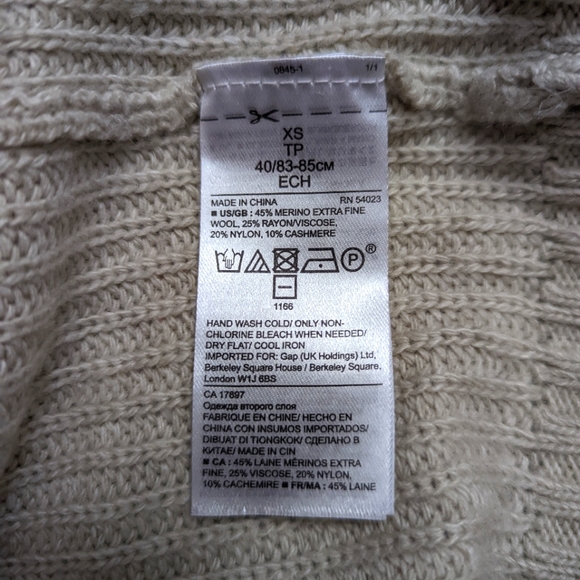 0845-1 1/1
XS
TP
40/83-85CM
ECH
MADE IN CHINA RN 54023
■ US/GB : 45% MERINO EXTRA FINE
WOOL, 25% RAYON/VISCOSE,
20% NYLON, 10% CASHMERE
P ®
1166
HAND WASH COLD/ ONLY NON-
CHLORINE BLEACH WHEN NEEDED/
DRY FLAT/ COOL IRON
IMPORTED FOR: Gap (UK Holdings) Ltd,
Berkeley Square House / Berkeley Square.
London W1J 6BS
CA 17897
Одежда второго слоя
FABRIQUE EN CHINE/ HECHO EN
CHINA CON INSUMOS IMPORTADOS/
DIBUAT DI TIONGKOK/ СДЕЛАНО В
КИТАЕ/ MADE IN CIN
■ CA : 45% LAINE MÉRINOS EXTRA
FINE, 25% VISCOSE, 20% NYLON,
10% CACHEMIRE ■ FR/MA : 45% LAINE